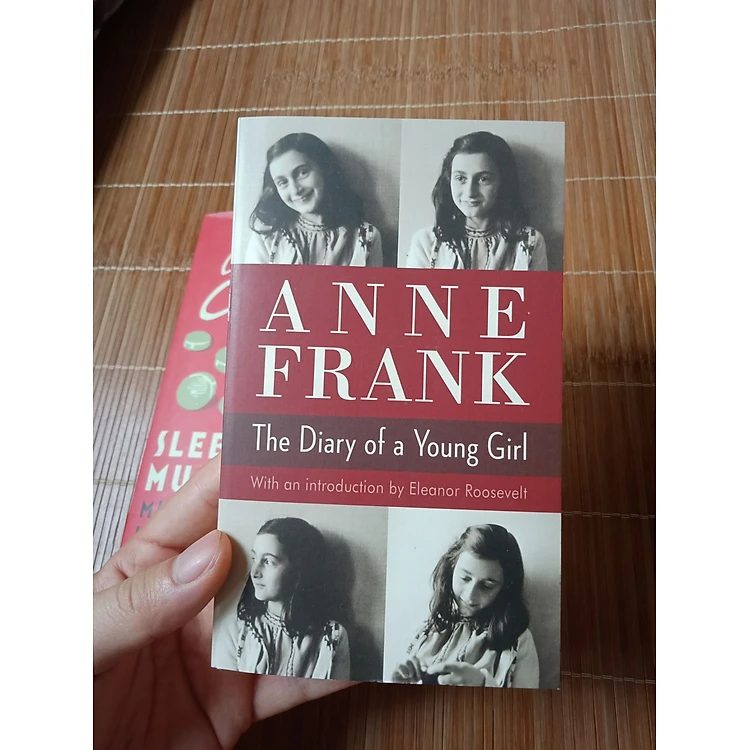 ANNE
FRANK
The Diary of a Young Girl
With an introduction by Eleanor Roosevelt
SLEE
MU